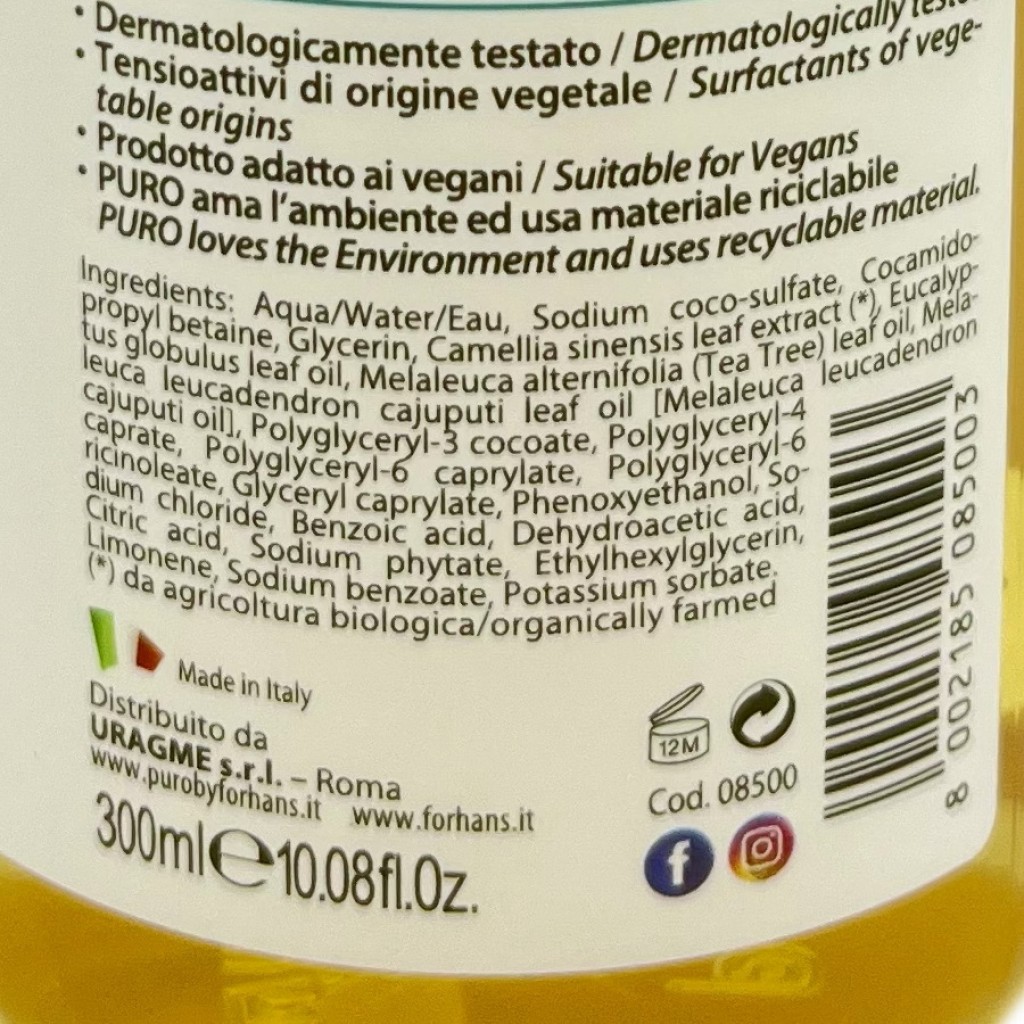 • Dermatologicamente testato / Dermatologically
• Tensioattivi di origine vegetale / Surfactants of vege-
table origins
• Prodotto adatto ai vegani / Suitable for Vegans
• PURO ama l'ambiente ed usa materiale riciclabile
PURO loves the Environment and uses recyclable material.
Ingredients: Aqua/Water/Eau, Sodium coco-sulfate, Cocamido-
propyl betaine, Glycerin, Camellia sinensis leaf extract (*), Eucalyp-
tus globulus leaf oil, Melaleuca alternifolia (Tea Tree) leaf oil, Mela-
leuca leucadendron cajuputi leaf oil [Melaleuca leucadendron
cajuputi oil], Polyglyceryl-3 cocoate, Polyglyceryl-4
caprate, Polyglyceryl-6 caprylate, Polyglyceryl-6
ricinoleate, Glyceryl caprylate, Phenoxyethanol, So-
dium chloride, Benzoic acid, Dehydroacetic acid,
Citric acid, Sodium phytate, Ethylhexylglycerin,
Limonene, Sodium benzoate, Potassium sorbate.
(*) da agricoltura biologica/organically farmed
Made in Italy
Distribuito da
URAGME s.r.l. – Roma
www.purobyforhans.it www.forhans.it
300ml e 10.08fl.Oz.
12M
Cod. 08500
8 002185 085003